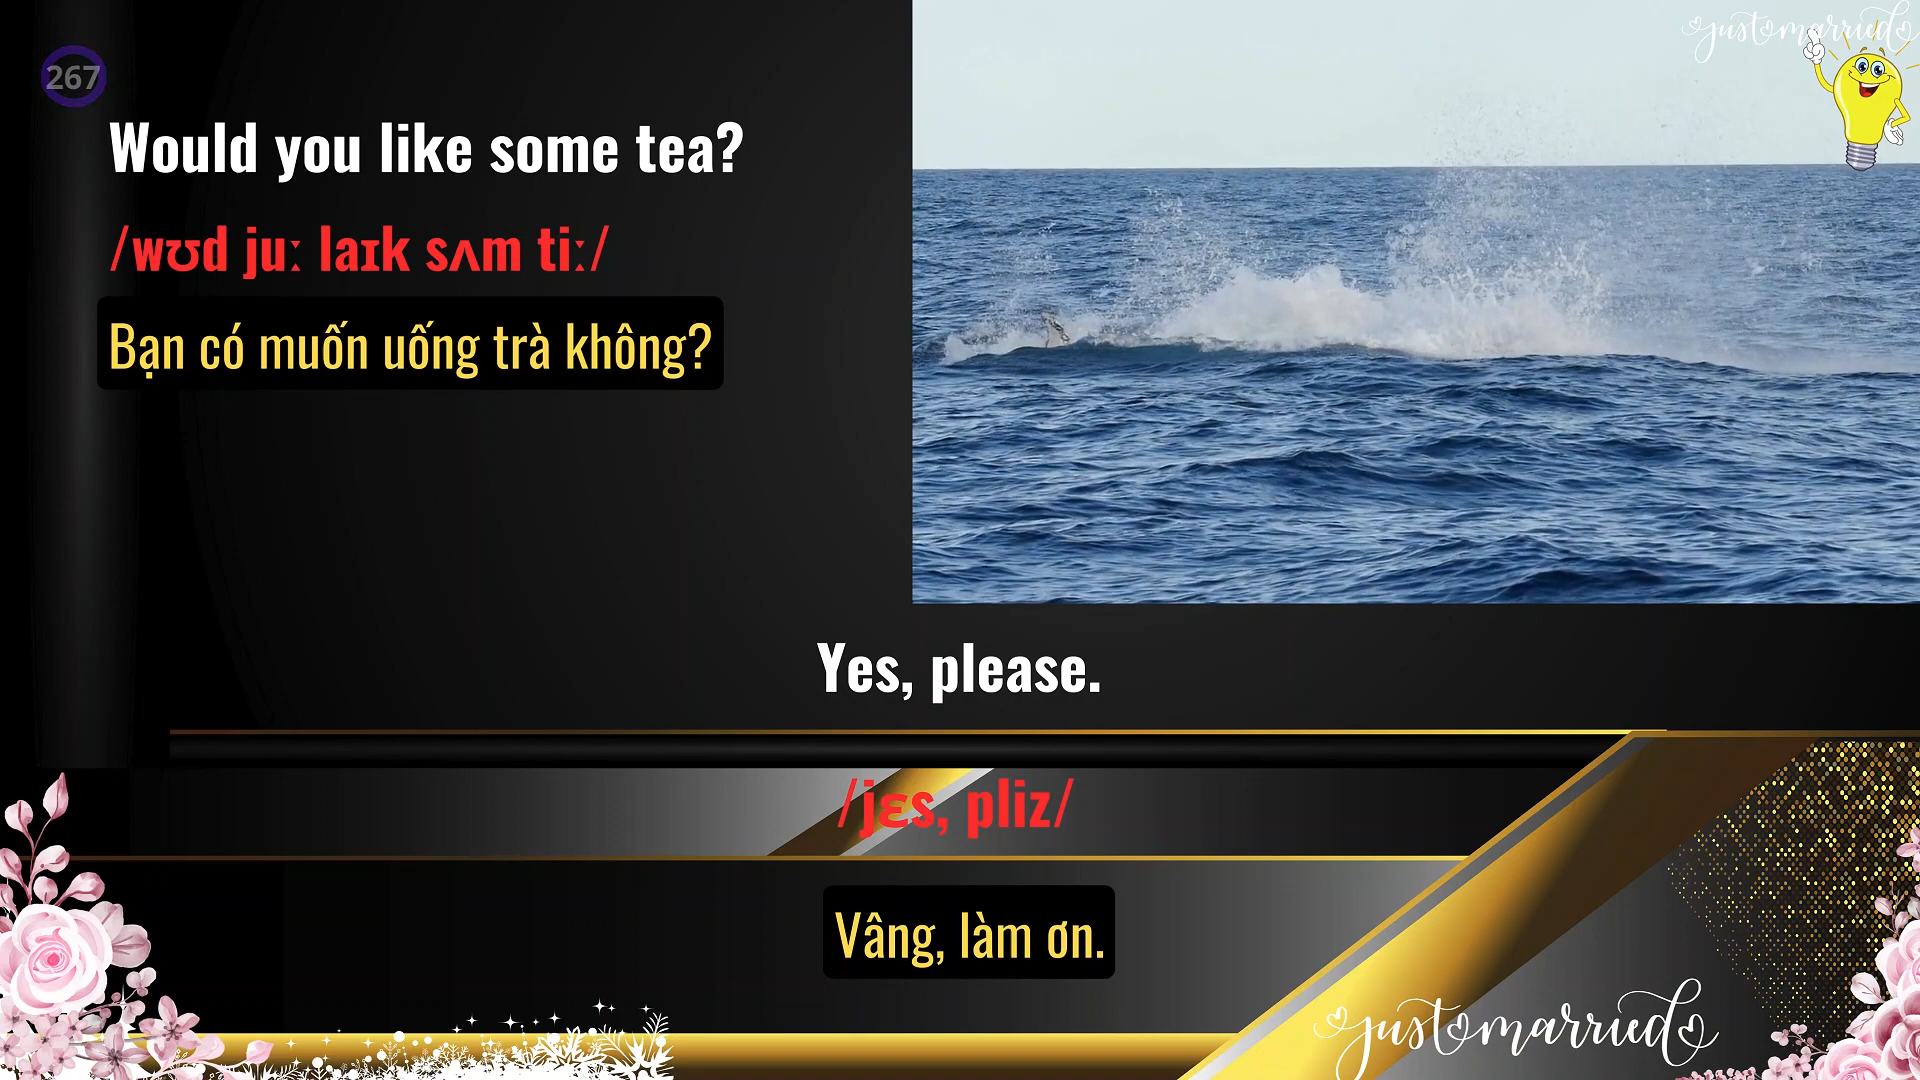 justmarried
267
Would you like some tea?
/wʊd juː laɪk sʌm tiː/
Bạn có muốn uống trà không?
Yes, please.
/jɛs, pliz/
Vâng, làm ơn.
justmarried